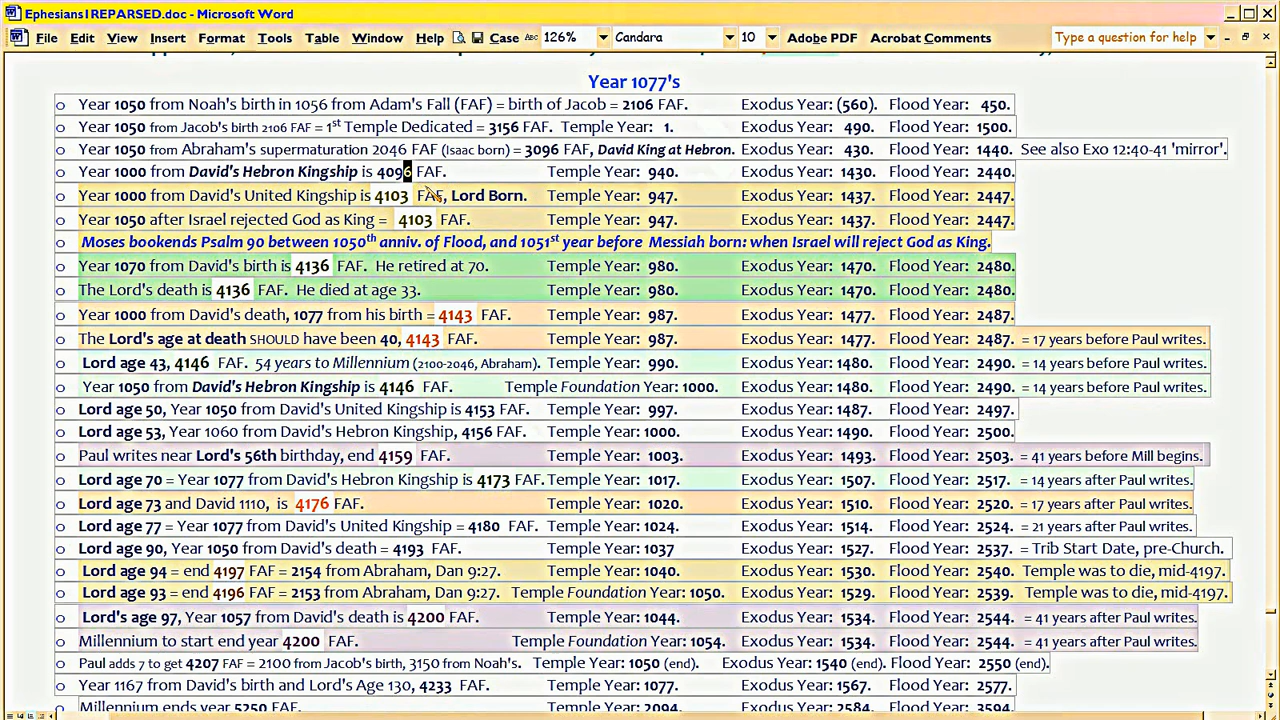 Ephesians1REPARSED.doc - Microsoft Word
File Edit View Insert Format Tools Table Window Help Case ABC 126% Candara 10 Adobe PDF Acrobat Comments Type a question for help
Year 1077's
o Year 1050 from Noah's birth in 1056 from Adam's Fall (FAF) = birth of Jacob = 2106 FAF. Exodus Year: (560). Flood Year: 450.
o Year 1050 from Jacob's birth 2106 FAF = 1st Temple Dedicated = 3156 FAF. Temple Year: 1. Exodus Year: 490. Flood Year: 1500.
o Year 1050 from Abraham's supermaturation 2046 FAF (Isaac born) = 3096 FAF, David King at Hebron. Exodus Year: 430. Flood Year: 1440. See also Exo 12:40-41 'mirror'.
o Year 1000 from David's Hebron Kingship is 4096 FAF. Temple Year: 940. Exodus Year: 1430. Flood Year: 2440.
o Year 1000 from David's United Kingship is 4103 FAF, Lord Born. Temple Year: 947. Exodus Year: 1437. Flood Year: 2447.
o Year 1050 after Israel rejected God as King = 4103 FAF. Temple Year: 947. Exodus Year: 1437. Flood Year: 2447.
o Moses bookends Psalm 90 between 1050th anniv. of Flood, and 1051st year before Messiah born: when Israel will reject God as King.
o Year 1070 from David's birth is 4136 FAF. He retired at 70. Temple Year: 980. Exodus Year: 1470. Flood Year: 2480.
o The Lord's death is 4136 FAF. He died at age 33. Temple Year: 980. Exodus Year: 1470. Flood Year: 2480.
o Year 1000 from David's death, 1077 from his birth = 4143 FAF. Temple Year: 987. Exodus Year: 1477. Flood Year: 2487.
o The Lord's age at death SHOULD have been 40, 4143 FAF. Temple Year: 987. Exodus Year: 1477. Flood Year: 2487. = 17 years before Paul writes.
o Lord age 43, 4146 FAF. 54 years to Millennium (2100-2046, Abraham). Temple Year: 990. Exodus Year: 1480. Flood Year: 2490. = 14 years before Paul writes.
o Year 1050 from David's Hebron Kingship is 4146 FAF. Temple Foundation Year: 1000. Exodus Year: 1480. Flood Year: 2490. = 14 years before Paul writes.
o Lord age 50, Year 1050 from David's United Kingship is 4153 FAF. Temple Year: 997. Exodus Year: 1487. Flood Year: 2497.
o Lord age 53, Year 1060 from David's Hebron Kingship, 4156 FAF. Temple Year: 1000. Exodus Year: 1490. Flood Year: 2500.
o Paul writes near Lord's 56th birthday, end 4159 FAF. Temple Year: 1003. Exodus Year: 1493. Flood Year: 2503. = 41 years before Mill begins.
o Lord age 70 = Year 1077 from David's Hebron Kingship is 4173 FAF. Temple Year: 1017. Exodus Year: 1507. Flood Year: 2517. = 14 years after Paul writes.
o Lord age 73 and David 1110, is 4176 FAF. Temple Year: 1020. Exodus Year: 1510. Flood Year: 2520. = 17 years after Paul writes.
o Lord age 77 = Year 1077 from David's United Kingship = 4180 FAF. Temple Year: 1024. Exodus Year: 1514. Flood Year: 2524. = 21 years after Paul writes.
o Lord age 90, Year 1050 from David's death = 4193 FAF. Temple Year: 1037 Exodus Year: 1527. Flood Year: 2537. = Trib Start Date, pre-Church.
o Lord age 94 = end 4197 FAF = 2154 from Abraham, Dan 9:27. Temple Year: 1040. Exodus Year: 1530. Flood Year: 2540. Temple was to die, mid-4197.
o Lord age 93 = end 4196 FAF = 2153 from Abraham, Dan 9:27. Temple Foundation Year: 1050. Exodus Year: 1529. Flood Year: 2539. Temple was to die, mid-4197.
o Lord's age 97, Year 1057 from David's death is 4200 FAF. Temple Year: 1044. Exodus Year: 1534. Flood Year: 2544. = 41 years after Paul writes.
o Millennium to start end year 4200 FAF. Temple Foundation Year: 1054. Exodus Year: 1534. Flood Year: 2544. = 41 years after Paul writes.
o Paul adds 7 to get 4207 FAF = 2100 from Jacob's birth, 3150 from Noah's. Temple Year: 1050 (end). Exodus Year: 1540 (end). Flood Year: 2550 (end).
o Year 1167 from David's birth and Lord's Age 130, 4233 FAF. Temple Year: 1077. Exodus Year: 1567. Flood Year: 2577.
o Millennium ends year 5250 FAF. Temple Year: 2094. Exodus Year: 2584. Flood Year: 3594.